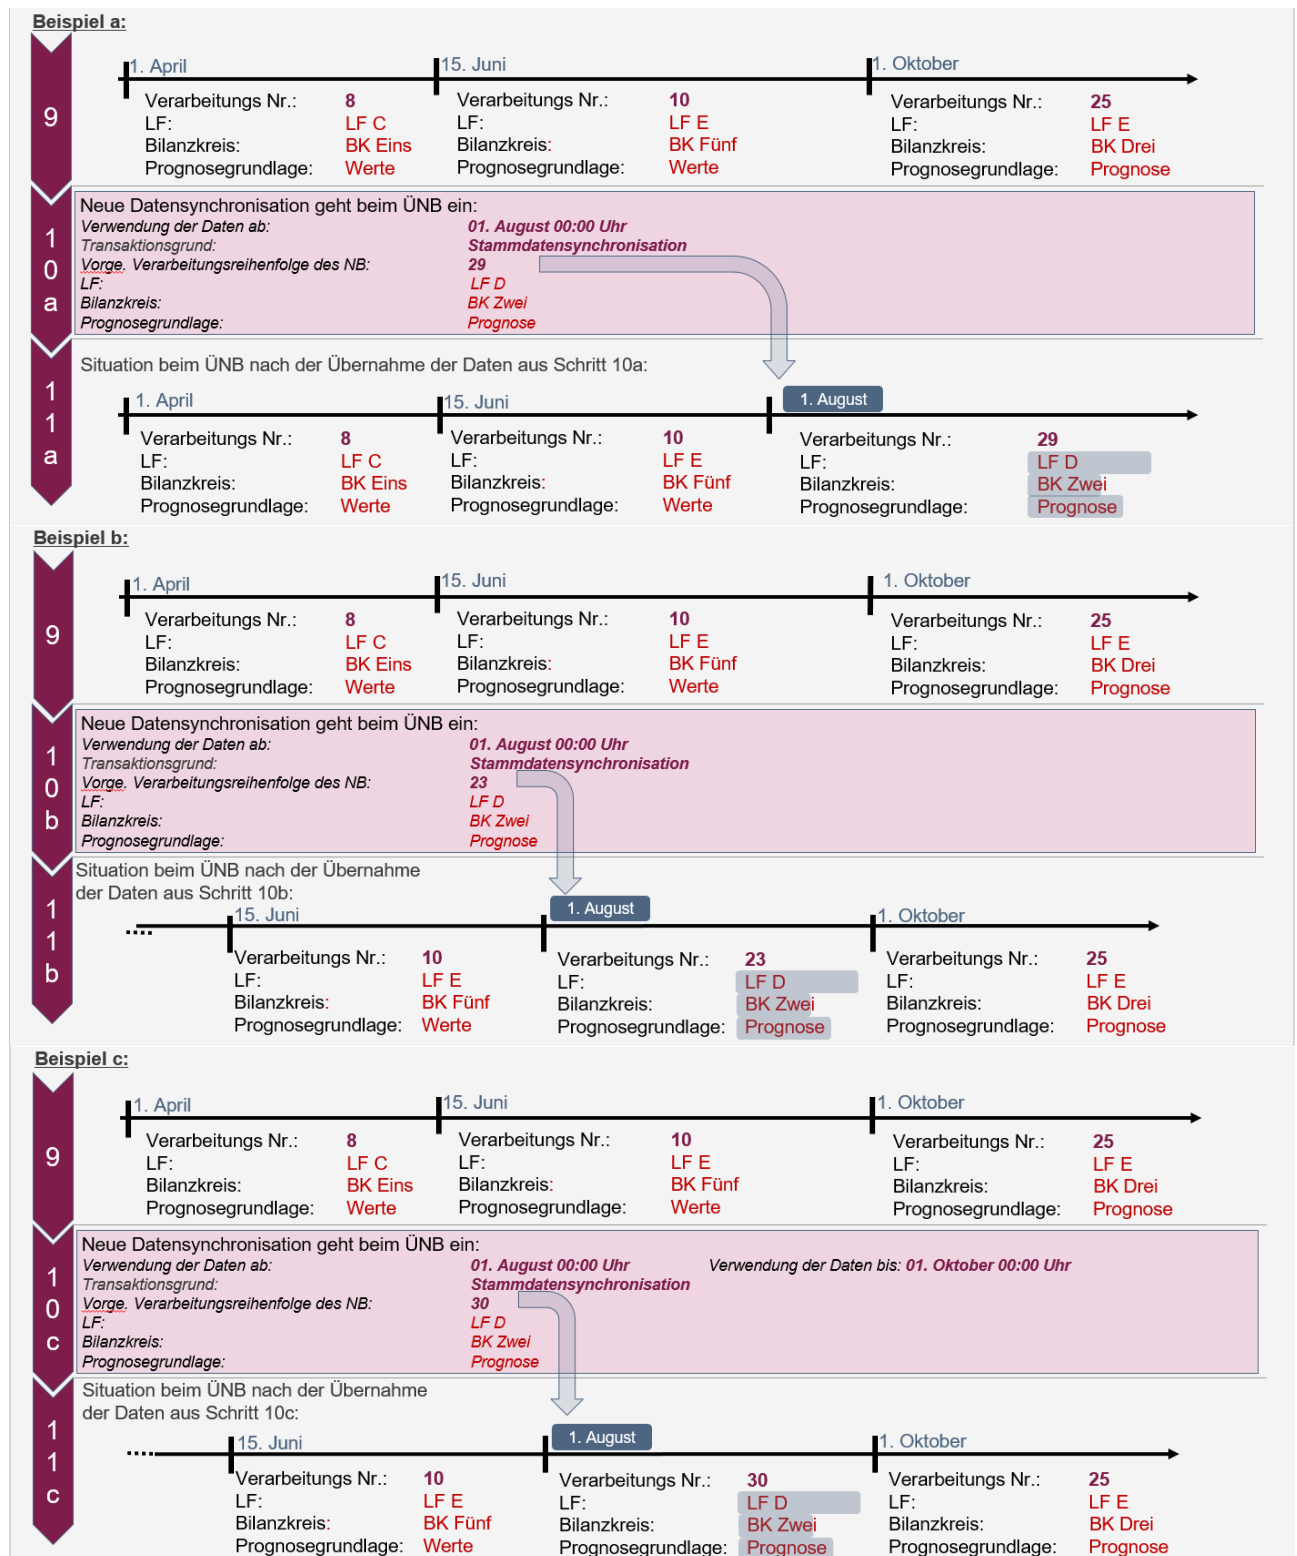 Beispiel a:
1. April 15. Juni 1. Oktober
9
Verarbeitungs Nr.: 8 Verarbeitungs Nr.: 10 Verarbeitungs Nr.: 25
LF: LF C LF: LF E LF: LF E
Bilanzkreis: BK Eins Bilanzkreis: BK Fünf Bilanzkreis: BK Drei
Prognosegrundlage: Werte Prognosegrundlage: Werte Prognosegrundlage: Prognose
10a
Neue Datensynchronisation geht beim ÜNB ein:
Verwendung der Daten ab: 01. August 00:00 Uhr
Transaktionsgrund: Stammdatensynchronisation
Vorge. Verarbeitungsreihenfolge des NB: 29
LF: LF D
Bilanzkreis: BK Zwei
Prognosegrundlage: Prognose
11a
Situation beim ÜNB nach der Übernahme der Daten aus Schritt 10a:
1. April 15. Juni 1. August
Verarbeitungs Nr.: 8 Verarbeitungs Nr.: 10 Verarbeitungs Nr.: 29
LF: LF C LF: LF E LF: LF D
Bilanzkreis: BK Eins Bilanzkreis: BK Fünf Bilanzkreis: BK Zwei
Prognosegrundlage: Werte Prognosegrundlage: Werte Prognosegrundlage: Prognose
Beispiel b:
1. April 15. Juni 1. Oktober
9
Verarbeitungs Nr.: 8 Verarbeitungs Nr.: 10 Verarbeitungs Nr.: 25
LF: LF C LF: LF E LF: LF E
Bilanzkreis: BK Eins Bilanzkreis: BK Fünf Bilanzkreis: BK Drei
Prognosegrundlage: Werte Prognosegrundlage: Werte Prognosegrundlage: Prognose
10b
Neue Datensynchronisation geht beim ÜNB ein:
Verwendung der Daten ab: 01. August 00:00 Uhr
Transaktionsgrund: Stammdatensynchronisation
Vorge. Verarbeitungsreihenfolge des NB: 23
LF: LF D
Bilanzkreis: BK Zwei
Prognosegrundlage: Prognose
11b
Situation beim ÜNB nach der Übernahme
der Daten aus Schritt 10b:
15. Juni 1. August 1. Oktober
Verarbeitungs Nr.: 10 Verarbeitungs Nr.: 23 Verarbeitungs Nr.: 25
LF: LF E LF: LF D LF: LF E
Bilanzkreis: BK Fünf Bilanzkreis: BK Zwei Bilanzkreis: BK Drei
Prognosegrundlage: Werte Prognosegrundlage: Prognose Prognosegrundlage: Prognose
Beispiel c:
1. April 15. Juni 1. Oktober
9
Verarbeitungs Nr.: 8 Verarbeitungs Nr.: 10 Verarbeitungs Nr.: 25
LF: LF C LF: LF E LF: LF E
Bilanzkreis: BK Eins Bilanzkreis: BK Fünf Bilanzkreis: BK Drei
Prognosegrundlage: Werte Prognosegrundlage: Werte Prognosegrundlage: Prognose
10c
Neue Datensynchronisation geht beim ÜNB ein:
Verwendung der Daten ab: 01. August 00:00 Uhr Verwendung der Daten bis: 01. Oktober 00:00 Uhr
Transaktionsgrund: Stammdatensynchronisation
Vorge. Verarbeitungsreihenfolge des NB: 30
LF: LF D
Bilanzkreis: BK Zwei
Prognosegrundlage: Prognose
11c
Situation beim ÜNB nach der Übernahme
der Daten aus Schritt 10c:
15. Juni 1. August 1. Oktober
Verarbeitungs Nr.: 10 Verarbeitungs Nr.: 30 Verarbeitungs Nr.: 25
LF: LF E LF: LF D LF: LF E
Bilanzkreis: BK Fünf Bilanzkreis: BK Zwei Bilanzkreis: BK Drei
Prognosegrundlage: Werte Prognosegrundlage: Prognose Prognosegrundlage: Prognose